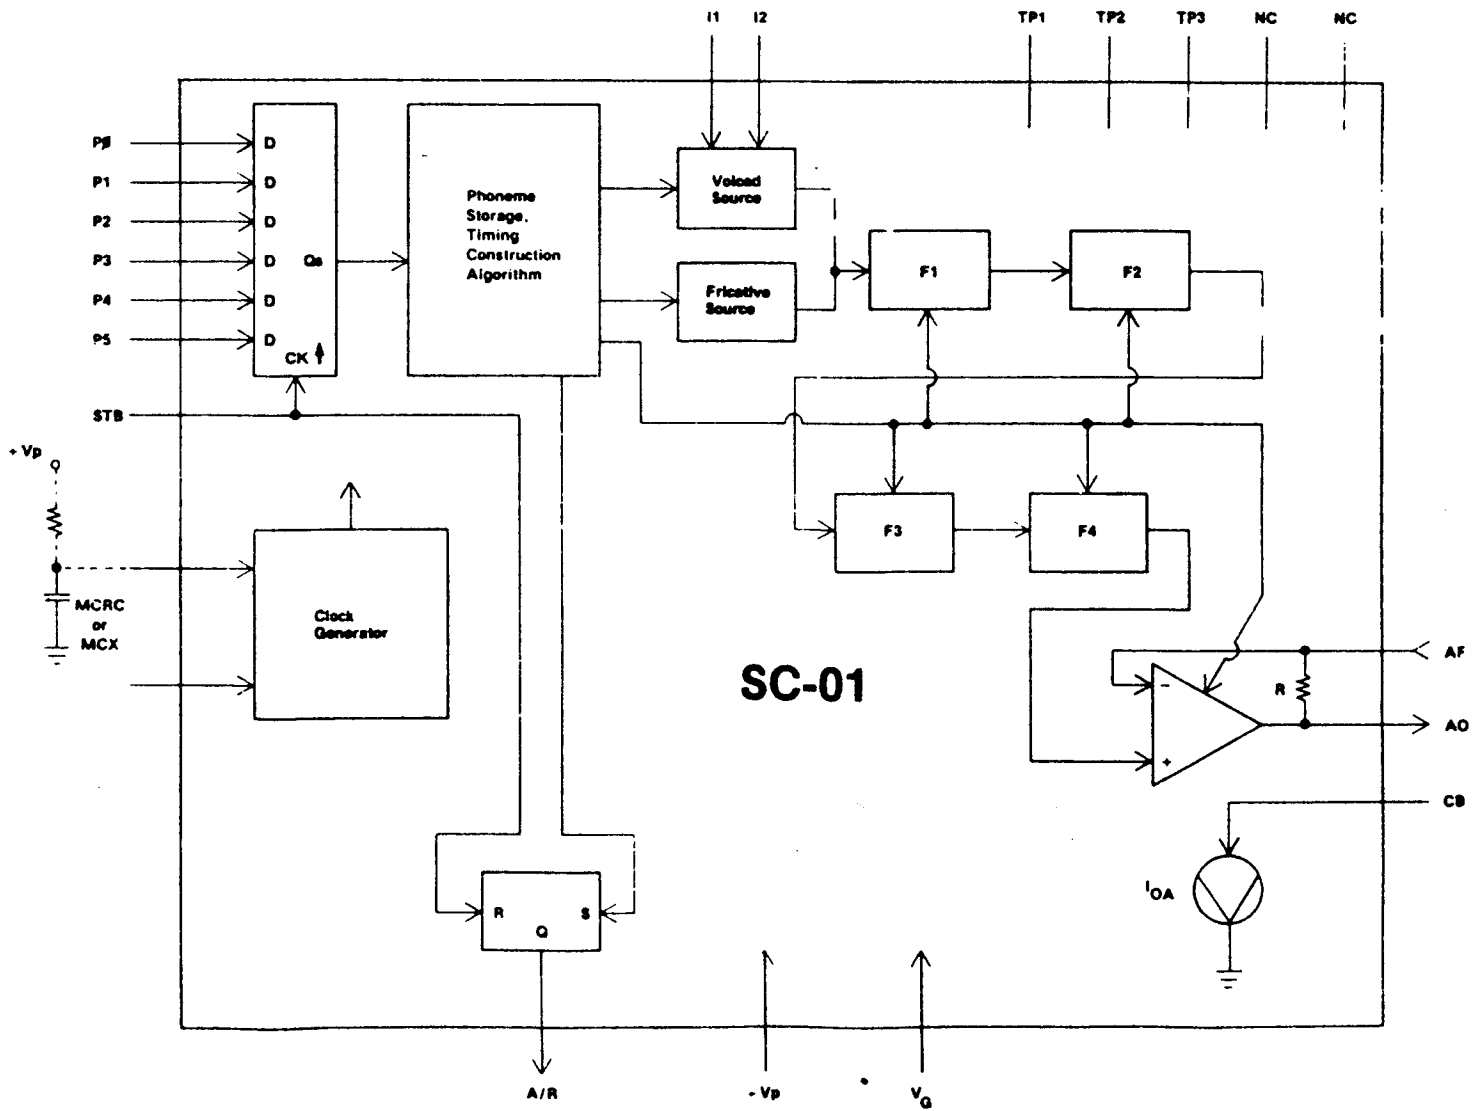 I1 I2 TP1 TP2 TP3 NC NC
PØ
P1
P2
P3
P4
P5
STB
D
D
D
D
D
D
Qs
CK
Phoneme
Storage,
Timing
Construction
Algorithm
Voiced
Source
Fricative
Source
F1
F2
F3
F4
+ Vp
MCRC
or
MCX
Clock
Generator
SC-01
R
-
+
AF
AO
CB
IOA
R S
Q
A/R
- Vp
VG